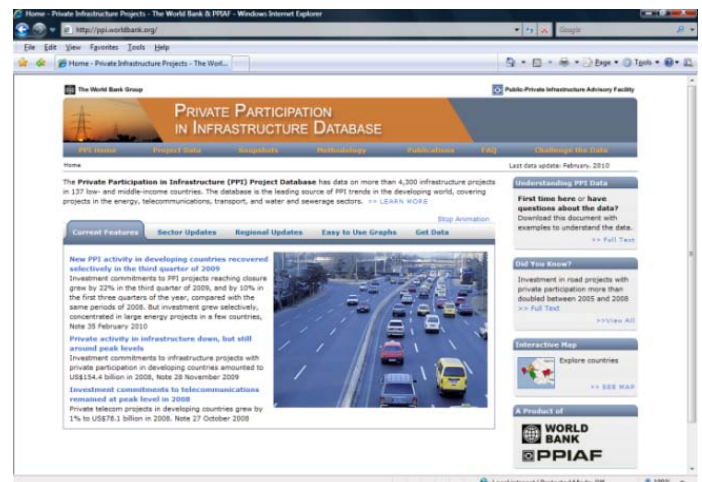 Home - Private Infrastructure Projects - The World Bank & PPIAF - Windows Internet Explorer
http://ppi.worldbank.org/
Google
File Edit View Favorites Tools Help
Home - Private Infrastructure Projects - The Worl...
Page Tools
The World Bank Group
Public-Private Infrastructure Advisory Facility
PRIVATE PARTICIPATION
IN INFRASTRUCTURE DATABASE
PPI Home Project Data Snapshots Methodology Publications FAQ Challenge the Data
Home
Last data update: February, 2010
The Private Participation in Infrastructure (PPI) Project Database has data on more than 4,300 infrastructure projects
in 137 low- and middle-income countries. The database is the leading source of PPI trends in the developing world, covering
projects in the energy, telecommunications, transport, and water and sewerage sectors. >> LEARN MORE
Stop Animation
Current Features Sector Updates Regional Updates Easy to Use Graphs Get Data
New PPI activity in developing countries recovered
selectively in the third quarter of 2009
Investment commitments to PPI projects reaching closure
grew by 22% in the third quarter of 2009, and by 10% in
the first three quarters of the year, compared with the
same periods of 2008. But investment grew selectively,
concentrated in large energy projects in a few countries,
Note 35 February 2010
Private activity in infrastructure down, but still
around peak levels
Investment commitments to infrastructure projects with
private participation in developing countries amounted to
US$154.4 billion in 2008, Note 28 November 2009
Investment commitments to telecommunications
remained at peak level in 2008
Private telecom projects in developing countries grew by
1% to US$78.1 billion in 2008. Note 27 October 2008
Understanding PPI Data
First time here or have
questions about the data?
Download this document with
examples to understand the data.
>> Full Text
Did You Know?
Investment in road projects with
private participation more than
doubled between 2005 and 2008
>> Full Text
>>View All
Interactive Map
Explore countries
>> SEE MAP
A Product of
WORLD
BANK
PPIAF